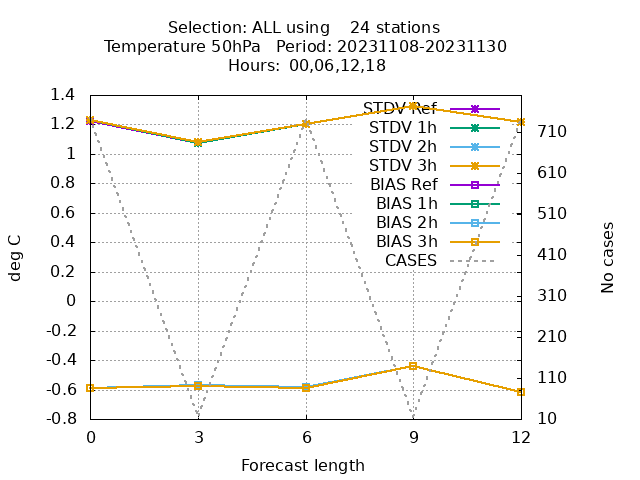 Selection: ALL using    24 stations
Temperature 50hPa   Period: 20231108-20231130
Hours:  00,06,12,18
1.4
1.2
1
0.8
0.6
0.4
0.2
0
-0.2
-0.4
-0.6
-0.8
deg C
STDV Ref
STDV 1h
STDV 2h
STDV 3h
BIAS Ref
BIAS 1h
BIAS 2h
BIAS 3h
CASES
710
610
510
410
310
210
110
10
No cases
0 3 6 9 12
Forecast length